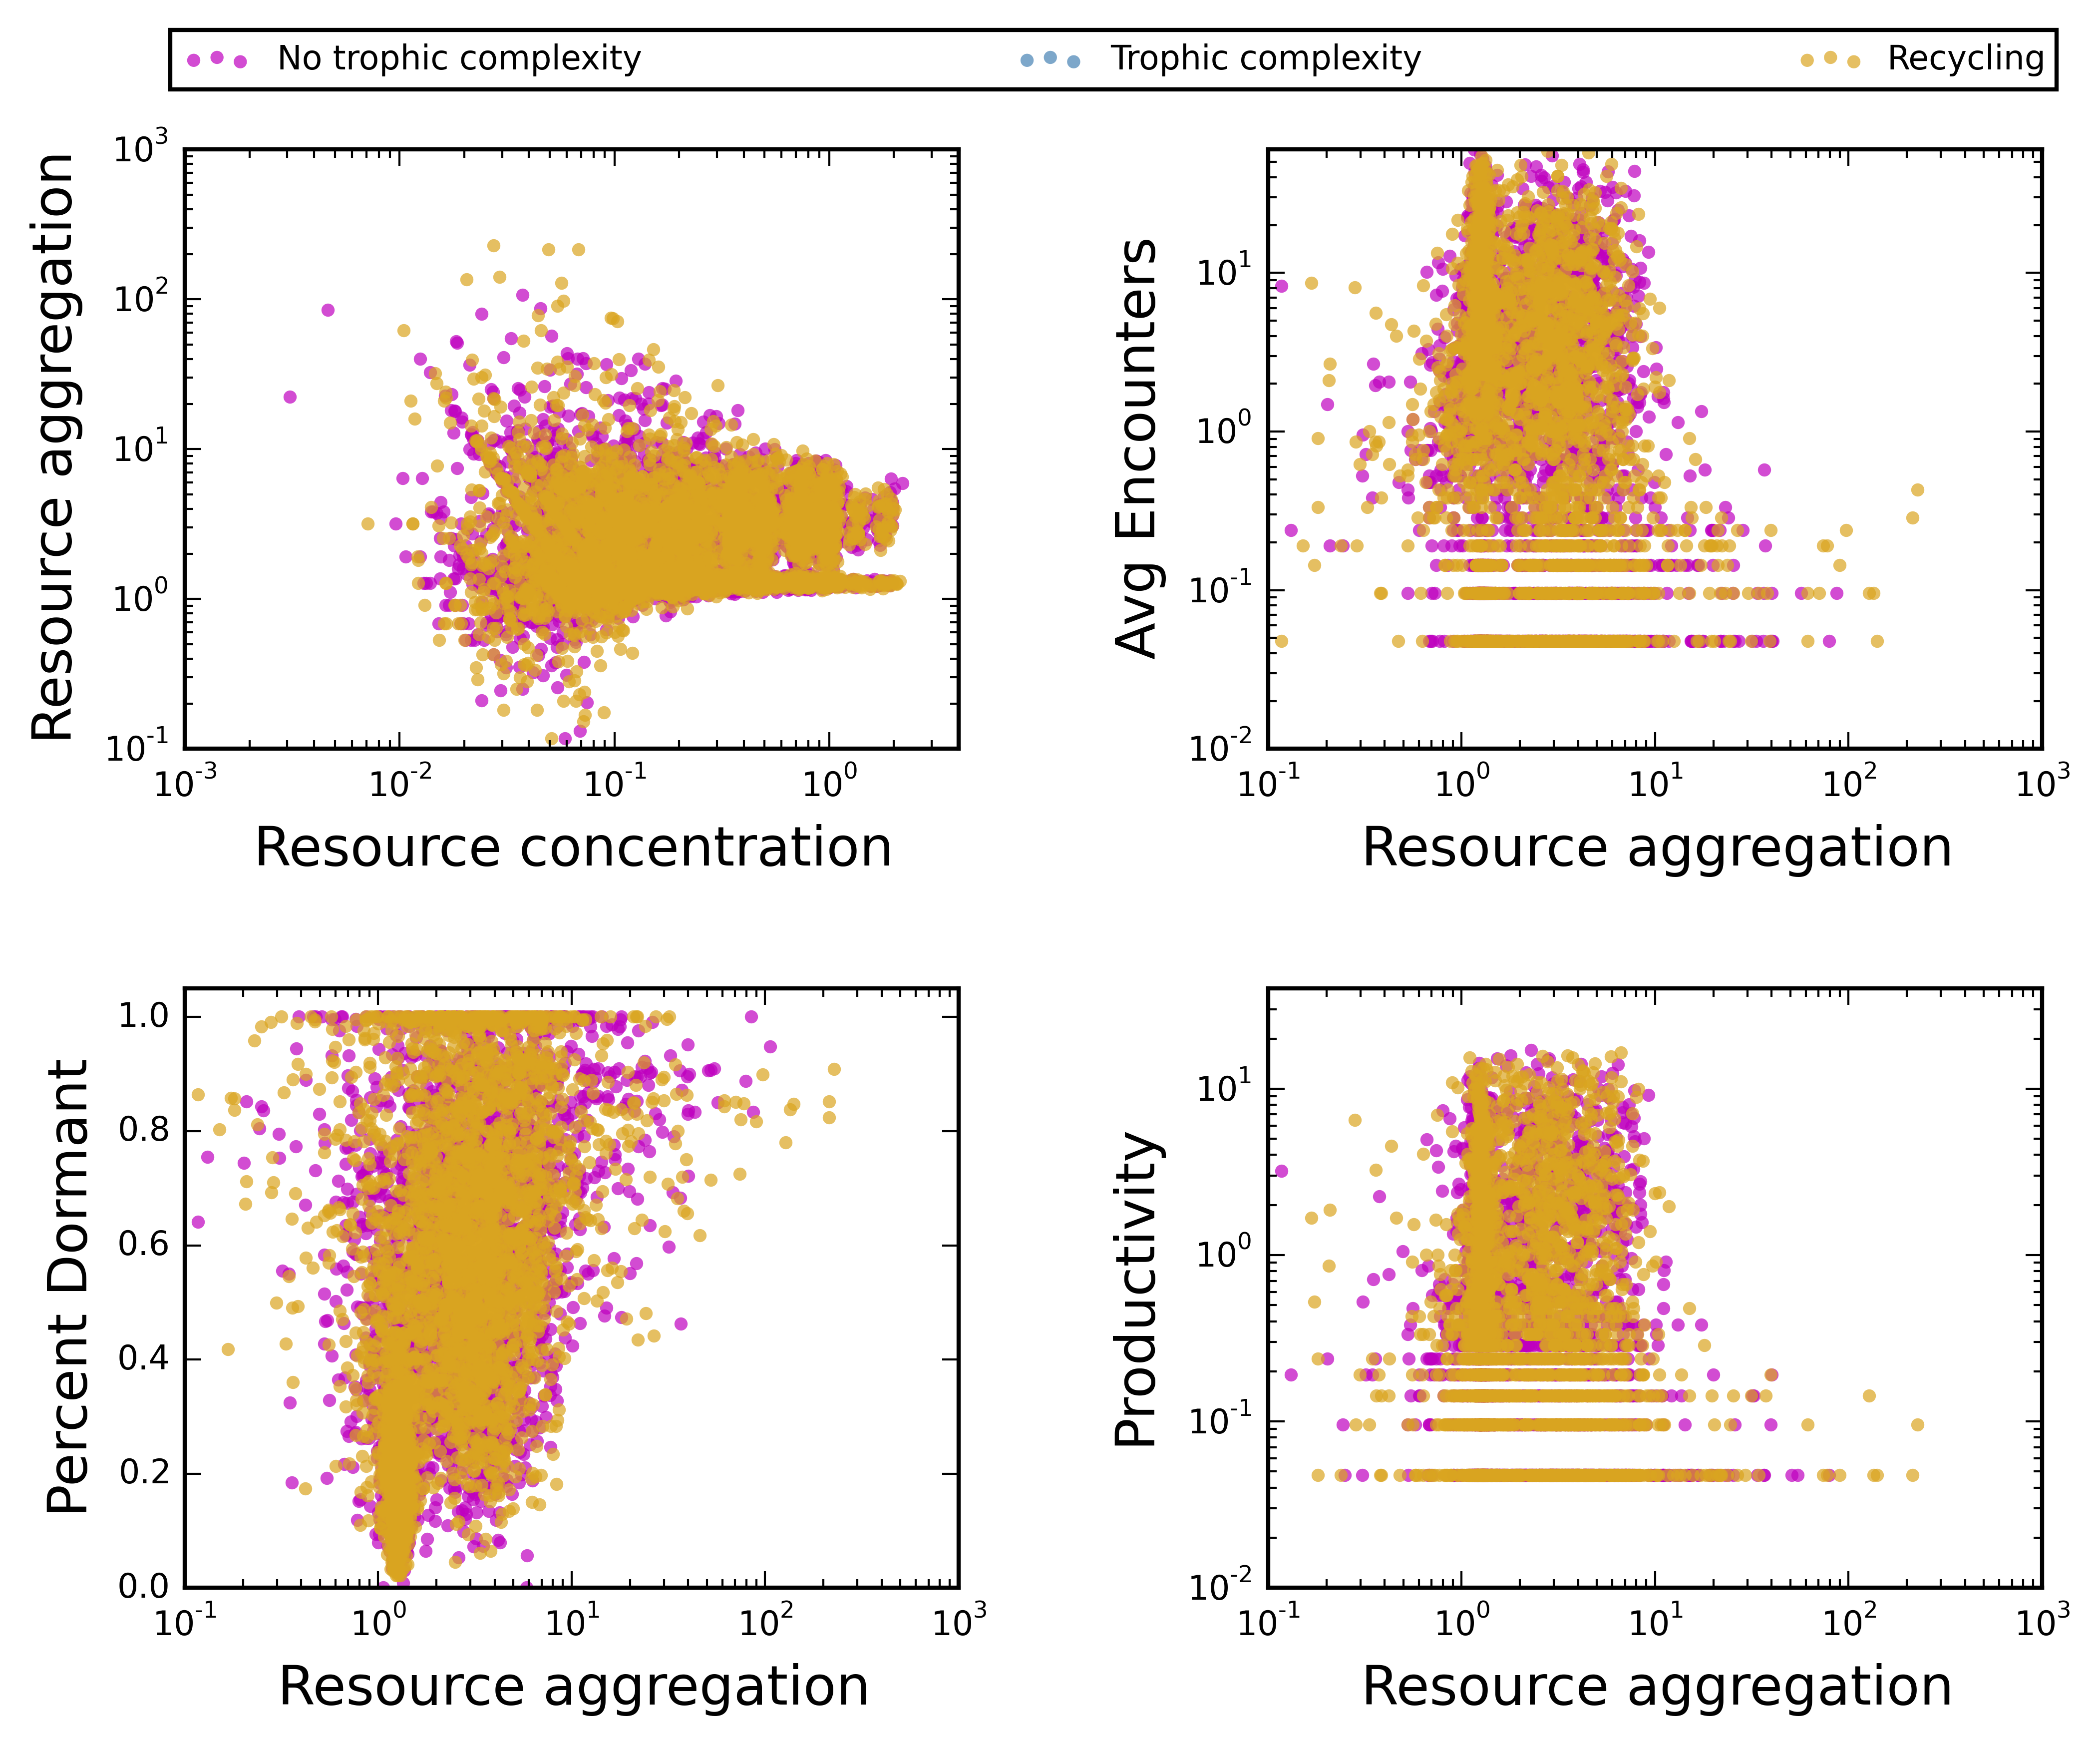 No trophic complexity Trophic complexity Recycling
Resource aggregation
10^3
10^2
10^1
10^0
10^-1
10^-3 10^-2 10^-1 10^0
Resource concentration
Avg Encounters
10^1
10^0
10^-1
10^-2
10^-1 10^0 10^1 10^2 10^3
Resource aggregation
Percent Dormant
1.0
0.8
0.6
0.4
0.2
0.0
10^-1 10^0 10^1 10^2 10^3
Resource aggregation
Productivity
10^1
10^0
10^-1
10^-2
10^-1 10^0 10^1 10^2 10^3
Resource aggregation